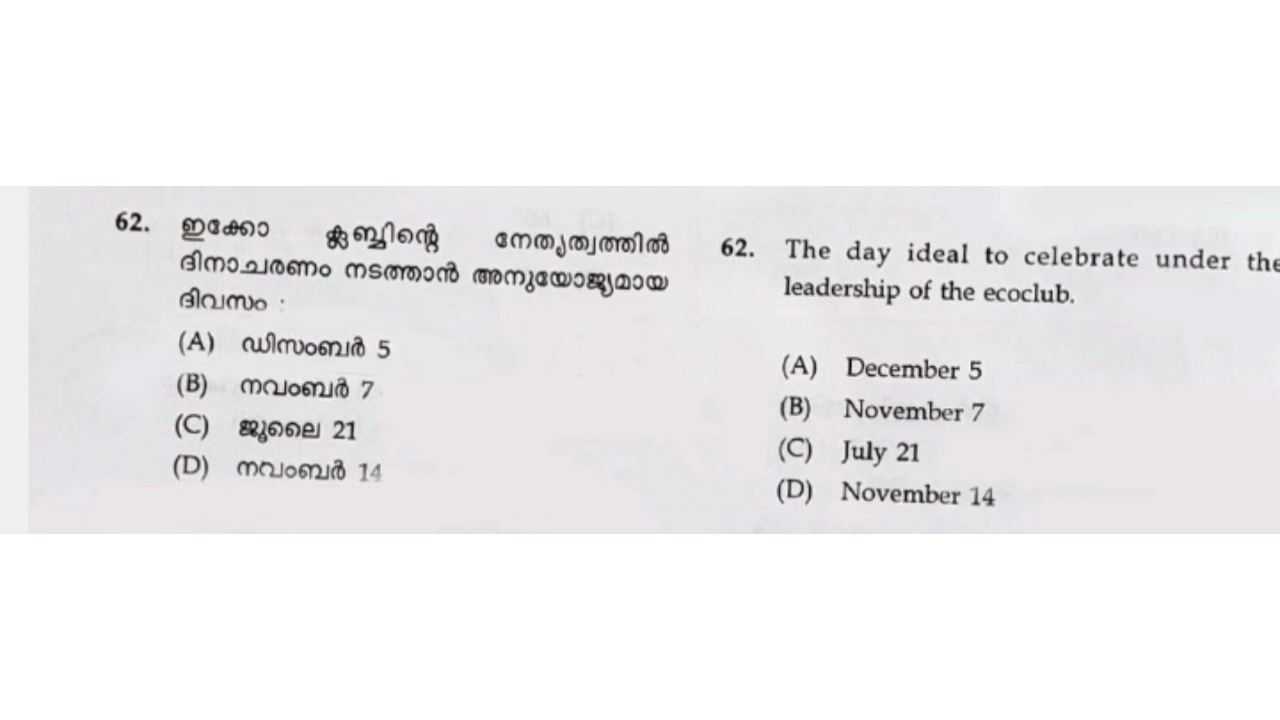 62. ഇക്കോ ക്ലബ്ബിന്റെ നേതൃത്വത്തിൽ
ദിനാചരണം നടത്താൻ അനുയോജ്യമായ
ദിവസം :
(A) ഡിസംബർ 5
(B) നവംബർ 7
(C) ജൂലൈ 21
(D) നവംബർ 14
62. The day ideal to celebrate under the
leadership of the ecoclub.
(A) December 5
(B) November 7
(C) July 21
(D) November 14